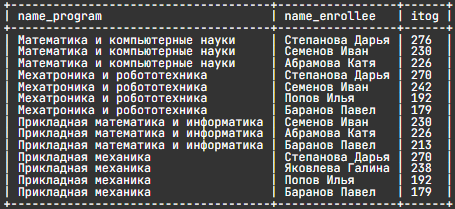 name_program name_enrollee itog
Математика и компьютерные науки Степанова Дарья 276
Математика и компьютерные науки Семенов Иван 230
Математика и компьютерные науки Абрамова Катя 226
Мехатроника и робототехника Степанова Дарья 270
Мехатроника и робототехника Семенов Иван 242
Мехатроника и робототехника Попов Илья 192
Мехатроника и робототехника Баранов Павел 179
Прикладная математика и информатика Семенов Иван 230
Прикладная математика и информатика Абрамова Катя 226
Прикладная математика и информатика Баранов Павел 213
Прикладная механика Степанова Дарья 270
Прикладная механика Яковлева Галина 238
Прикладная механика Попов Илья 192
Прикладная механика Баранов Павел 179